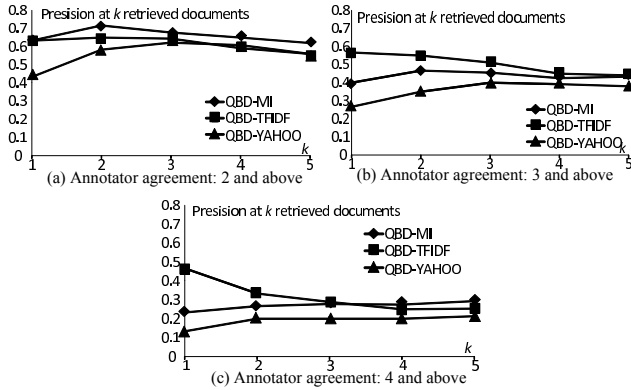 Presision at k retrieved documents
0.8
0.7
0.6
0.5
0.4
0.3
0.2
0.1
0
QBD-MI
QBD-TFIDF
QBD-YAHOO
k
1 2 3 4 5
(a) Annotator agreement: 2 and above
Presision at k retrieved documents
0.8
0.7
0.6
0.5
0.4
0.3
0.2
0.1
0
QBD-MI
QBD-TFIDF
QBD-YAHOO
k
1 2 3 4 5
(b) Annotator agreement: 3 and above
Presision at k retrieved documents
0.8
0.7
0.6
0.5
0.4
0.3
0.2
0.1
0
QBD-MI
QBD-TFIDF
QBD-YAHOO
k
1 2 3 4 5
(c) Annotator agreement: 4 and above